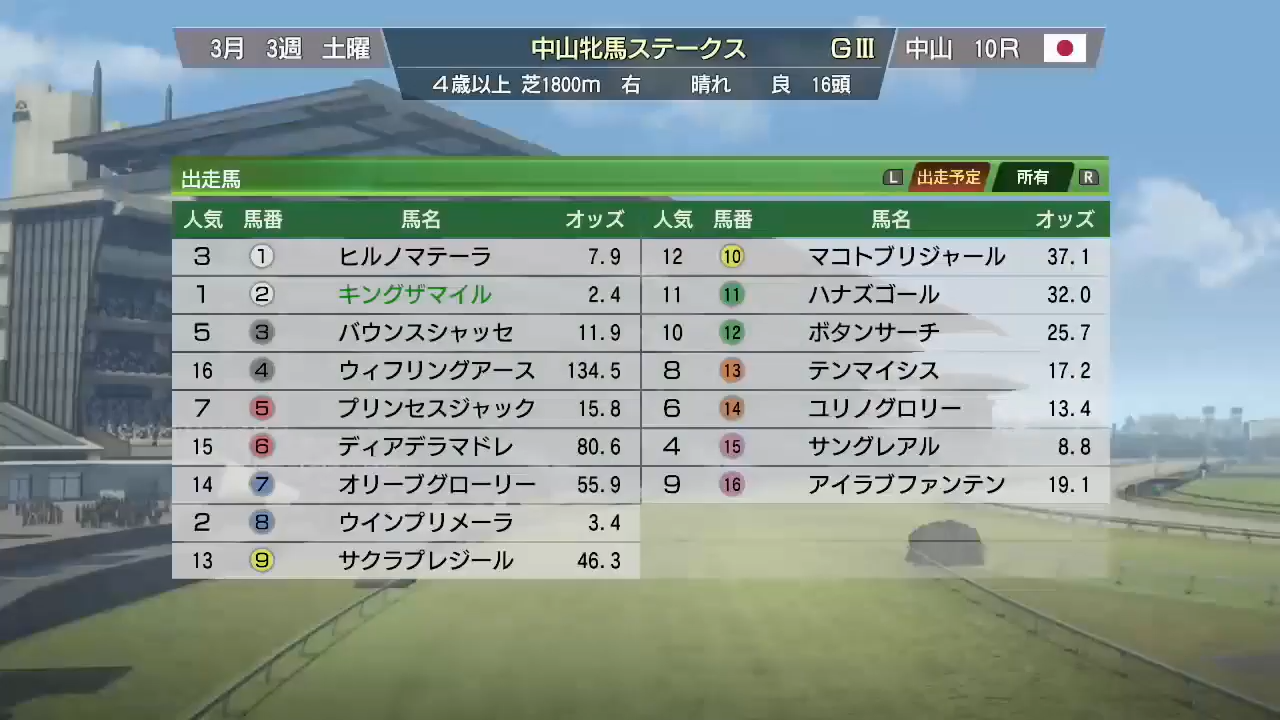 3月 3週 土曜 中山牝馬ステークス GⅢ 中山 10R
4歳以上 芝1800m 右 晴れ 良 16頭
出走馬 L 出走予定 所有 R
人気 馬番 馬名 オッズ 人気 馬番 馬名 オッズ
3 1 ヒルノマテーラ 7.9 12 10 マコトブリジャール 37.1
1 2 キングザマイル 2.4 11 11 ハナズゴール 32.0
5 3 バウンスシャッセ 11.9 10 12 ボタンサーチ 25.7
16 4 ウィフリングアース 134.5 8 13 テンマイシス 17.2
7 5 プリンセスジャック 15.8 6 14 ユリノグロリー 13.4
15 6 ディアデラマドレ 80.6 4 15 サングレアル 8.8
14 7 オリーブグローリー 55.9 9 16 アイラブファンテン 19.1
2 8 ウインプリメーラ 3.4
13 9 サクラプレジール 46.3